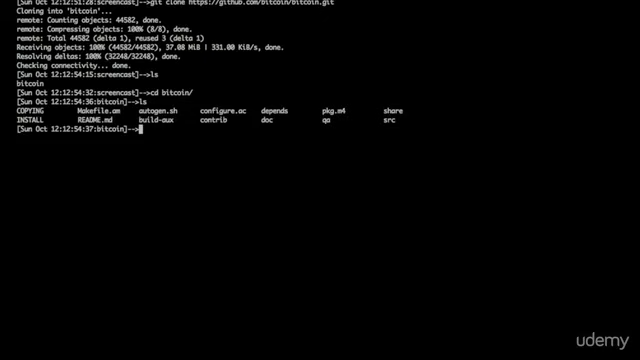 [Sun Oct 12:12:51:28:screencast]-->git clone https://github.com/bitcoin/bitcoin.git
Cloning into 'bitcoin'...
remote: Counting objects: 44582, done.
remote: Compressing objects: 100% (8/8), done.
remote: Total 44582 (delta 1), reused 3 (delta 1)
Receiving objects: 100% (44582/44582), 37.08 MiB | 331.00 KiB/s, done.
Resolving deltas: 100% (32248/32248), done.
Checking connectivity... done.
[Sun Oct 12:12:54:15:screencast]-->ls
bitcoin
[Sun Oct 12:12:54:32:screencast]-->cd bitcoin/
[Sun Oct 12:12:54:36:bitcoin]-->ls
COPYING Makefile.am autogen.sh configure.ac depends pkg.m4 share
INSTALL README.md build-aux contrib doc qa src
[Sun Oct 12:12:54:37:bitcoin]-->
udemy